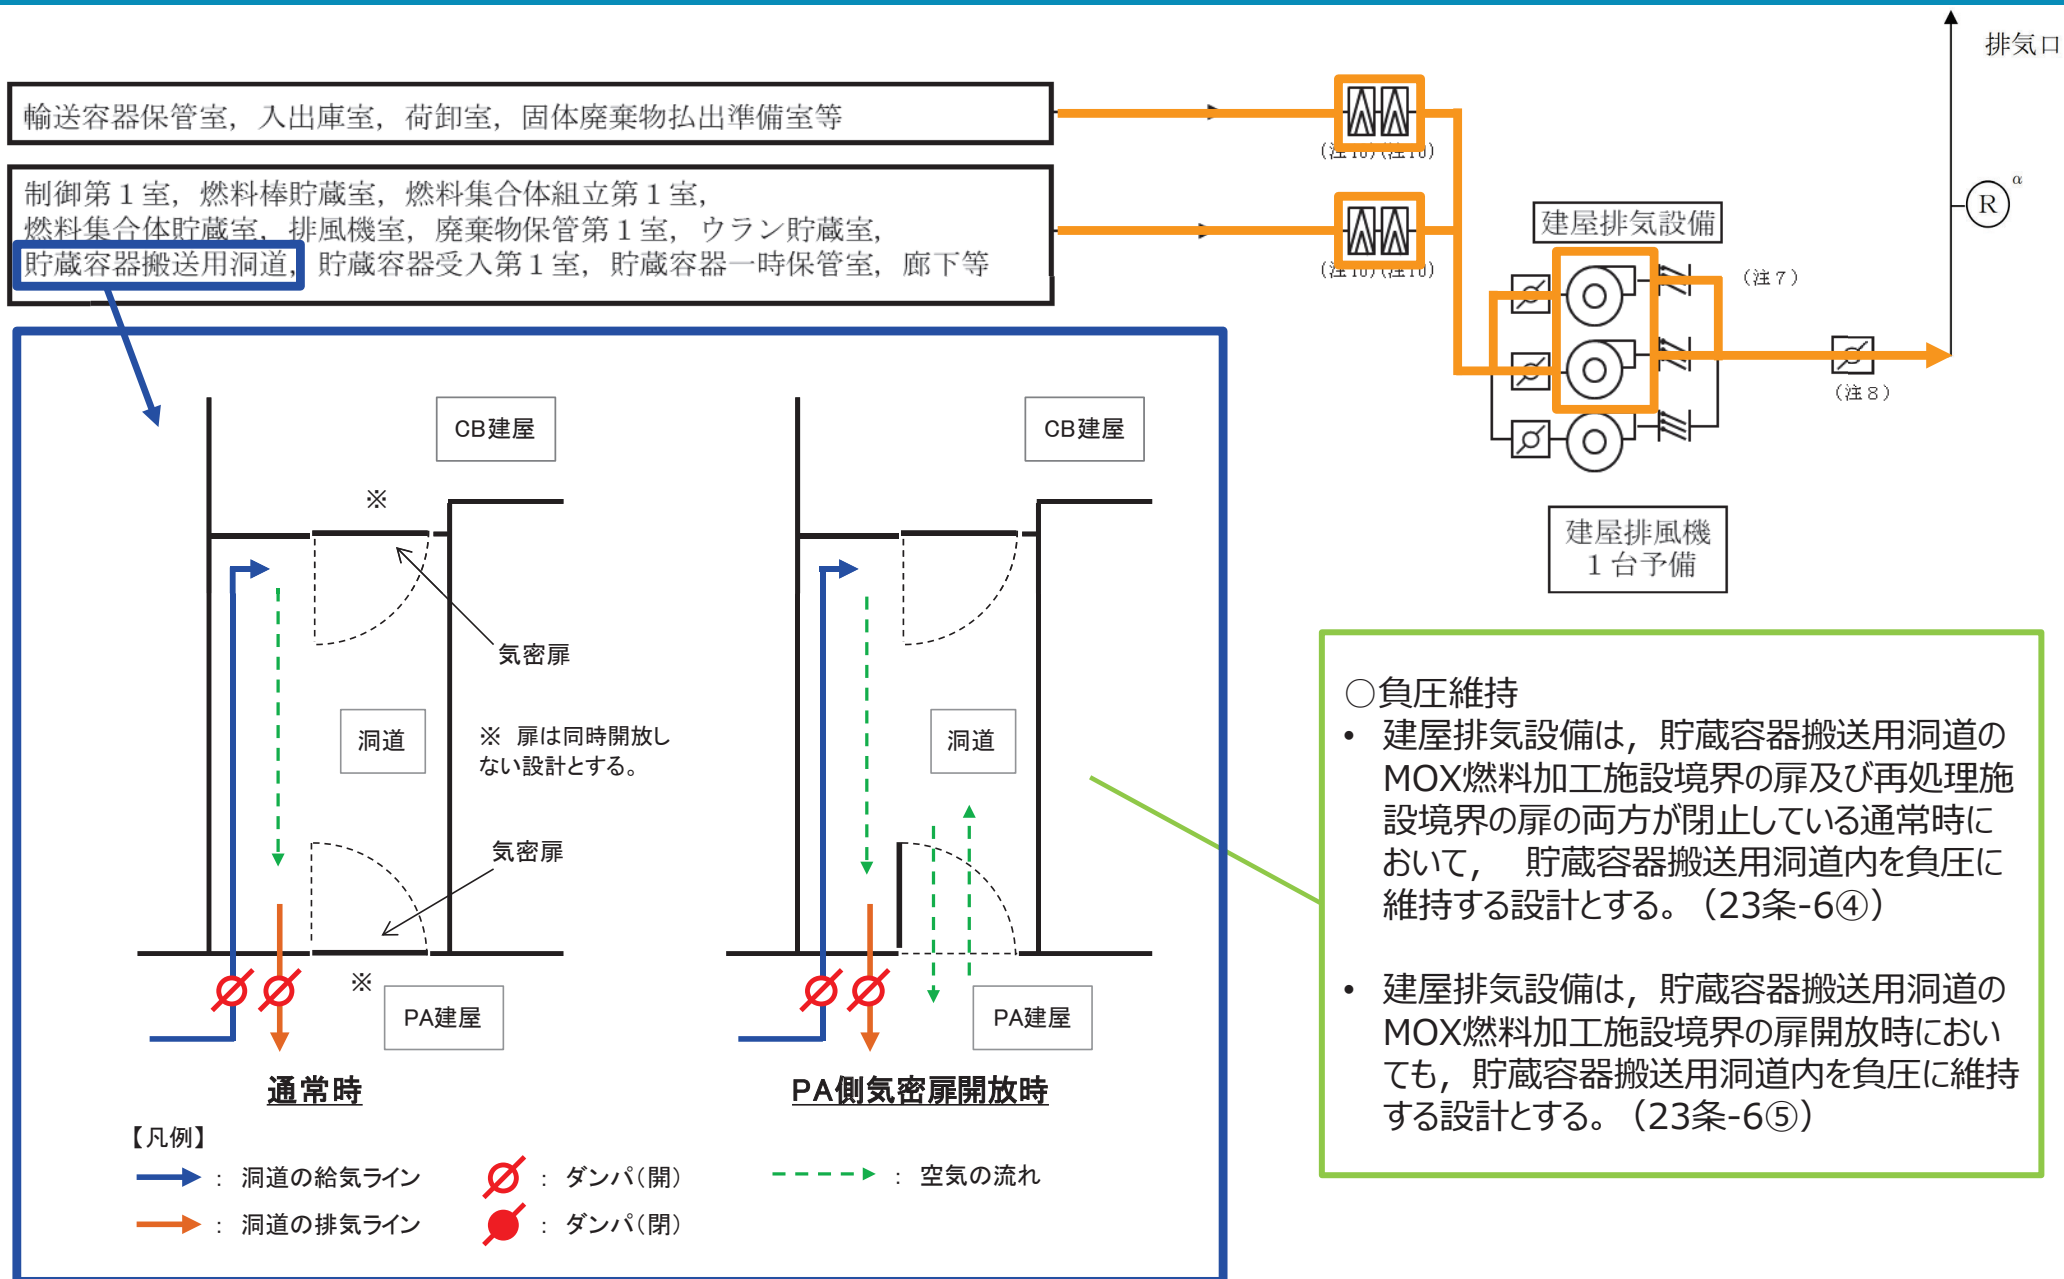 排気口
輸送容器保管室，入出庫室，荷卸室，固体廃棄物払出準備室等
制御第１室，燃料棒貯蔵室，燃料集合体組立第１室，
燃料集合体貯蔵室，排風機室，廃棄物保管第１室，ウラン貯蔵室，
貯蔵容器搬送用洞道，貯蔵容器受入第１室，貯蔵容器一時保管室，廊下等
R α
建屋排気設備
（注７）
（注８）
建屋排風機
１台予備
CB建屋
※
気密扉
洞道
※ 扉は同時開放し
ない設計とする。
気密扉
※
PA建屋
通常時
CB建屋
洞道
PA建屋
PA側気密扉開放時
【凡例】
： 洞道の給気ライン
： ダンパ（開）
： 空気の流れ
： 洞道の排気ライン
： ダンパ（閉）
○負圧維持
• 建屋排気設備は，貯蔵容器搬送用洞道の
MOX燃料加工施設境界の扉及び再処理施
設境界の扉の両方が閉止している通常時に
おいて， 貯蔵容器搬送用洞道内を負圧に
維持する設計とする。（23条-6④）
• 建屋排気設備は，貯蔵容器搬送用洞道の
MOX燃料加工施設境界の扉開放時におい
ても，貯蔵容器搬送用洞道内を負圧に維持
する設計とする。（23条-6⑤）